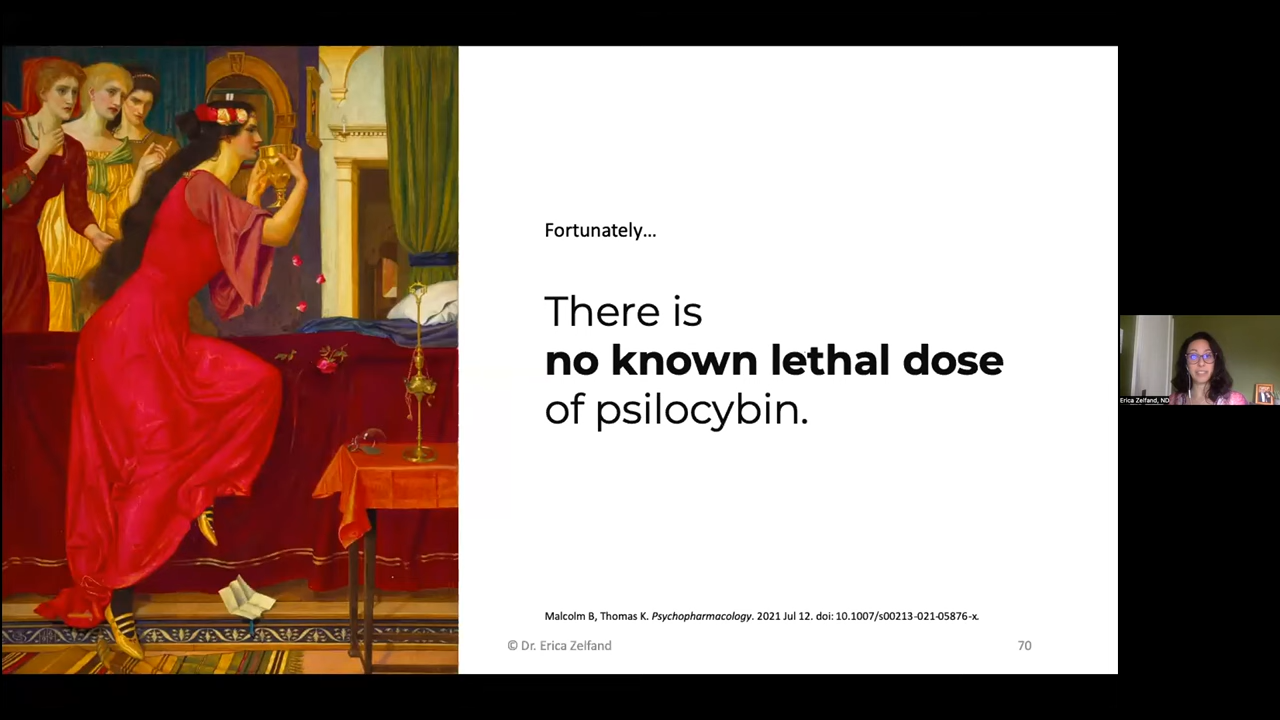 Fortunately...
There is
no known lethal dose
of psilocybin.
Malcolm B, Thomas K. Psychopharmacology. 2021 Jul 12. doi: 10.1007/s00213-021-05876-x.
© Dr. Erica Zelfand
70
Erica Zelfand, ND